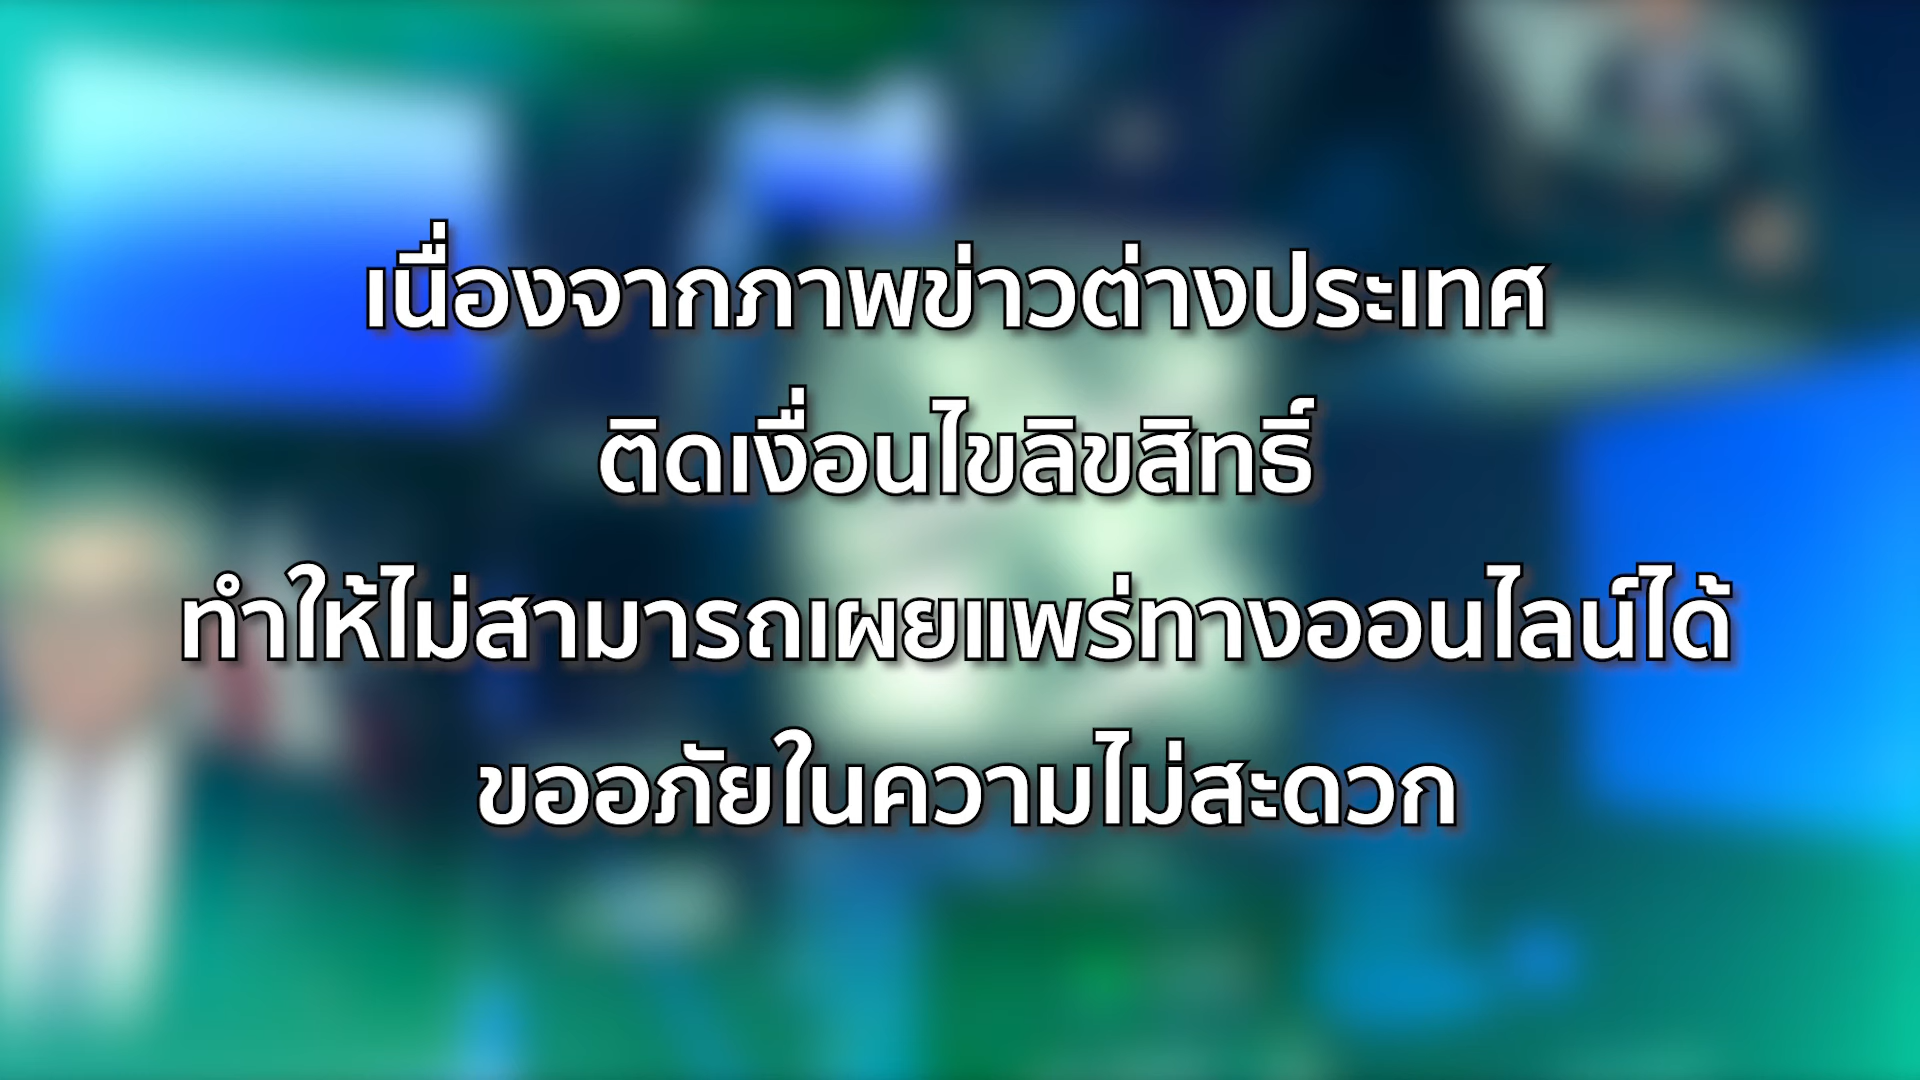 เนื่องจากภาพข่าวต่างประเทศ
ติดเงื่อนไขลิขสิทธิ์
ทำให้ไม่สามารถเผยแพร่ทางออนไลน์ได้
ขออภัยในความไม่สะดวก